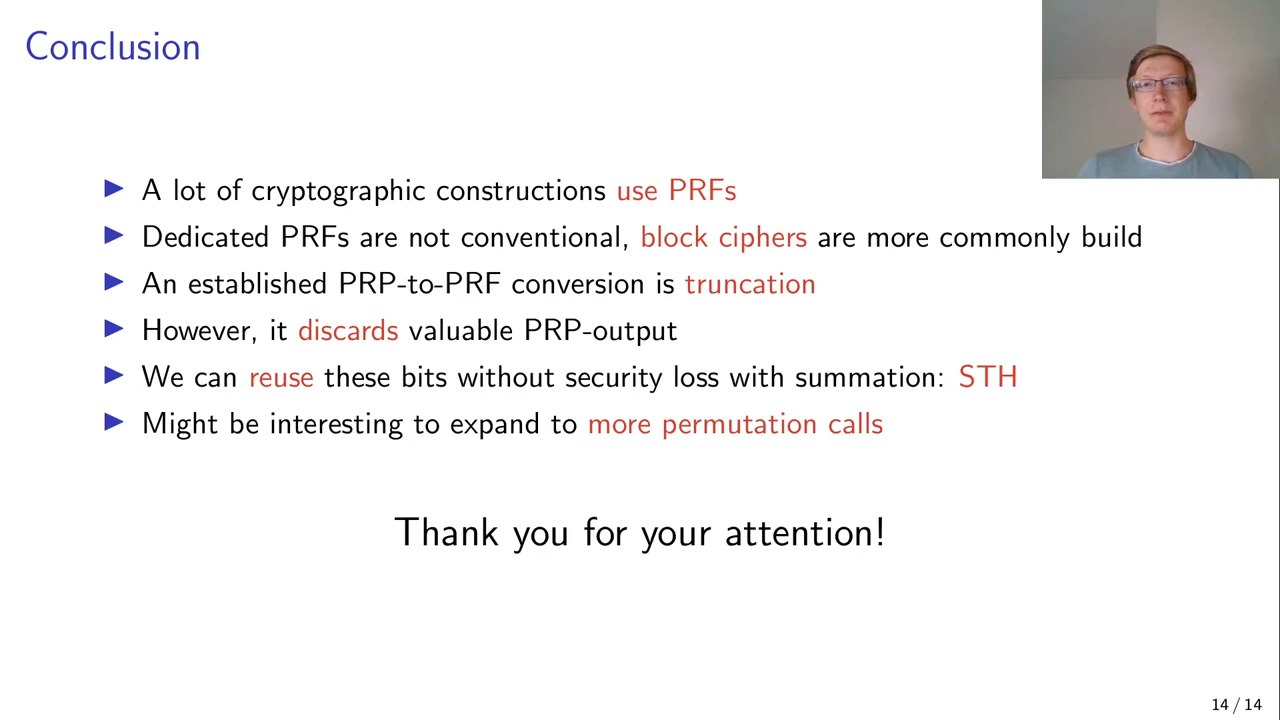 Conclusion
A lot of cryptographic constructions use PRFs
Dedicated PRFs are not conventional, block ciphers are more commonly build
An established PRP-to-PRF conversion is truncation
However, it discards valuable PRP-output
We can reuse these bits without security loss with summation: STH
Might be interesting to expand to more permutation calls
Thank you for your attention!
14 / 14